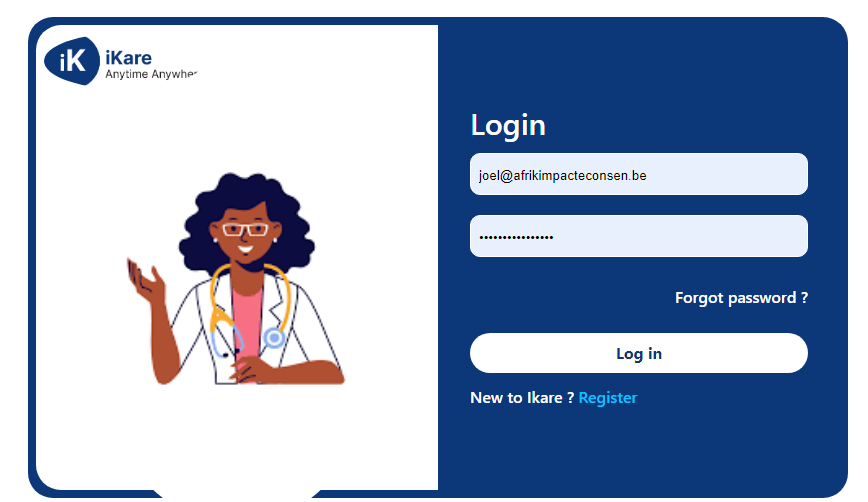 iK iKare
Anytime Anywher
Login
joel@afrikimpacteconsen.be
Forgot password ?
Log in
New to Ikare ? Register